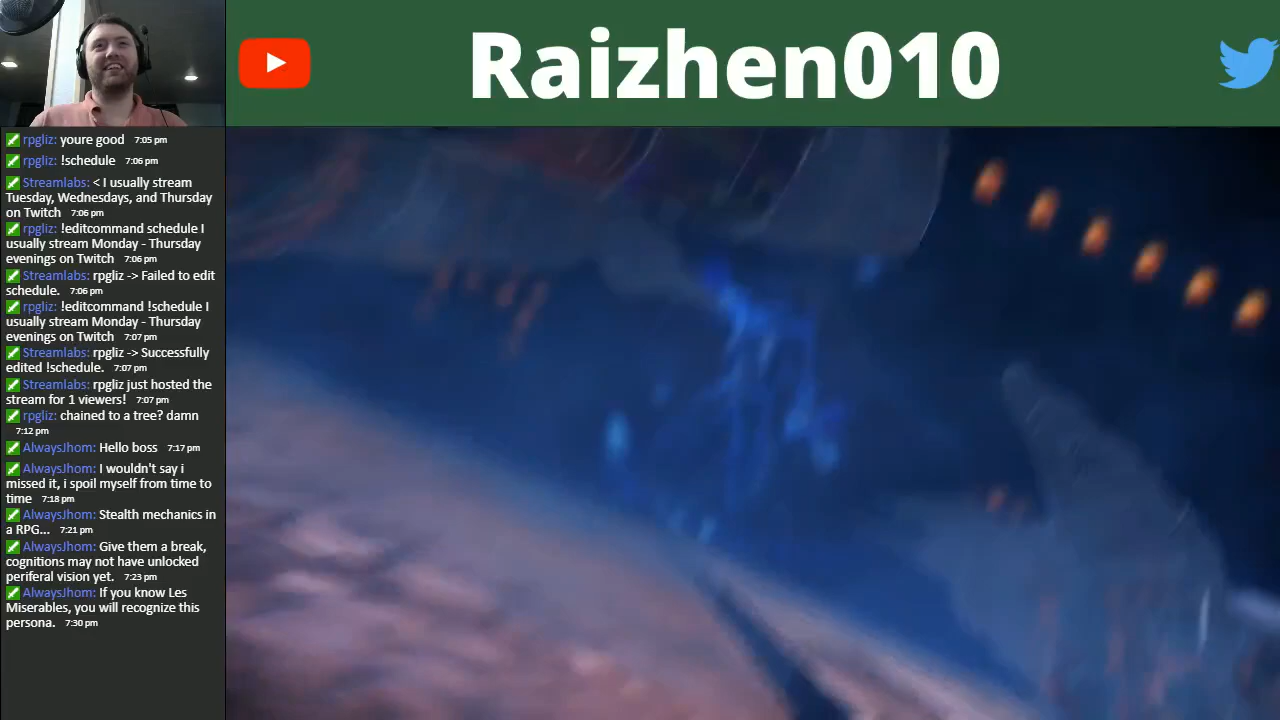 Raizhen010
rpgliz: youre good 7:05 pm
rpgliz: !schedule 7:06 pm
Streamlabs: < I usually stream
Tuesday, Wednesdays, and Thursday
on Twitch 7:06 pm
rpgliz: !editcommand schedule I
usually stream Monday - Thursday
evenings on Twitch 7:06 pm
Streamlabs: rpgliz -> Failed to edit
schedule. 7:06 pm
rpgliz: !editcommand !schedule I
usually stream Monday - Thursday
evenings on Twitch 7:07 pm
Streamlabs: rpgliz -> Successfully
edited !schedule. 7:07 pm
Streamlabs: rpgliz just hosted the
stream for 1 viewers! 7:07 pm
rpgliz: chained to a tree? damn
7:12 pm
AlwaysJhom: Hello boss 7:17 pm
AlwaysJhom: I wouldn't say i
missed it, i spoil myself from time to
time 7:18 pm
AlwaysJhom: Stealth mechanics in
a RPG... 7:21 pm
AlwaysJhom: Give them a break,
cognitions may not have unlocked
periferal vision yet. 7:23 pm
AlwaysJhom: If you know Les
Miserables, you will recognize this
persona. 7:30 pm